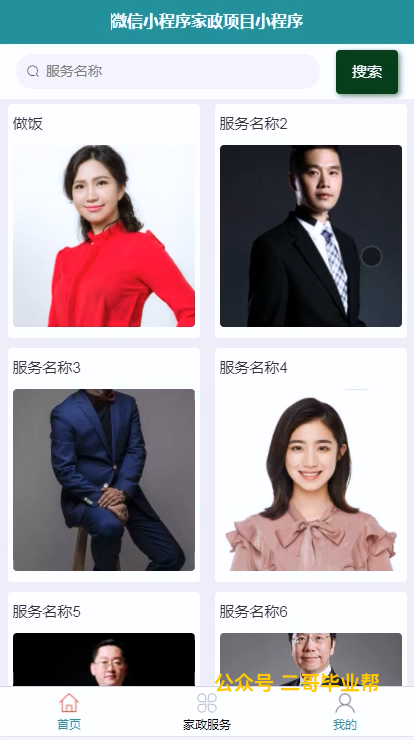 微信小程序家政项目小程序
服务名称
搜索
做饭
服务名称2
服务名称3
服务名称4
服务名称5
服务名称6
公众号 二哥毕业帮
首页
家政服务
我的